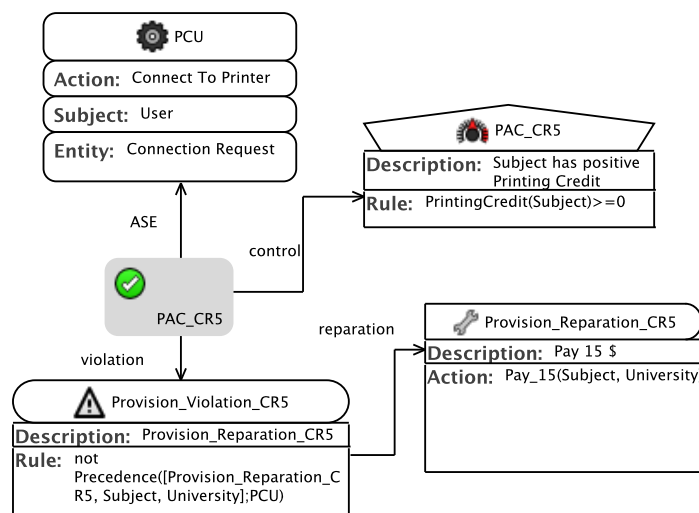 PCU
Action: Connect To Printer
Subject: User
Entity: Connection Request
PAC_CR5
Description: Subject has positive
Printing Credit
Rule: PrintingCredit(Subject)>=0
ASE
control
PAC_CR5
violation
reparation
Provision_Reparation_CR5
Description: Pay 15 $
Action: Pay_15(Subject, University
Provision_Violation_CR5
Description: Provision_Reparation_CR5
Rule: not
Precedence([Provision_Reparation_C
R5, Subject, University];PCU)